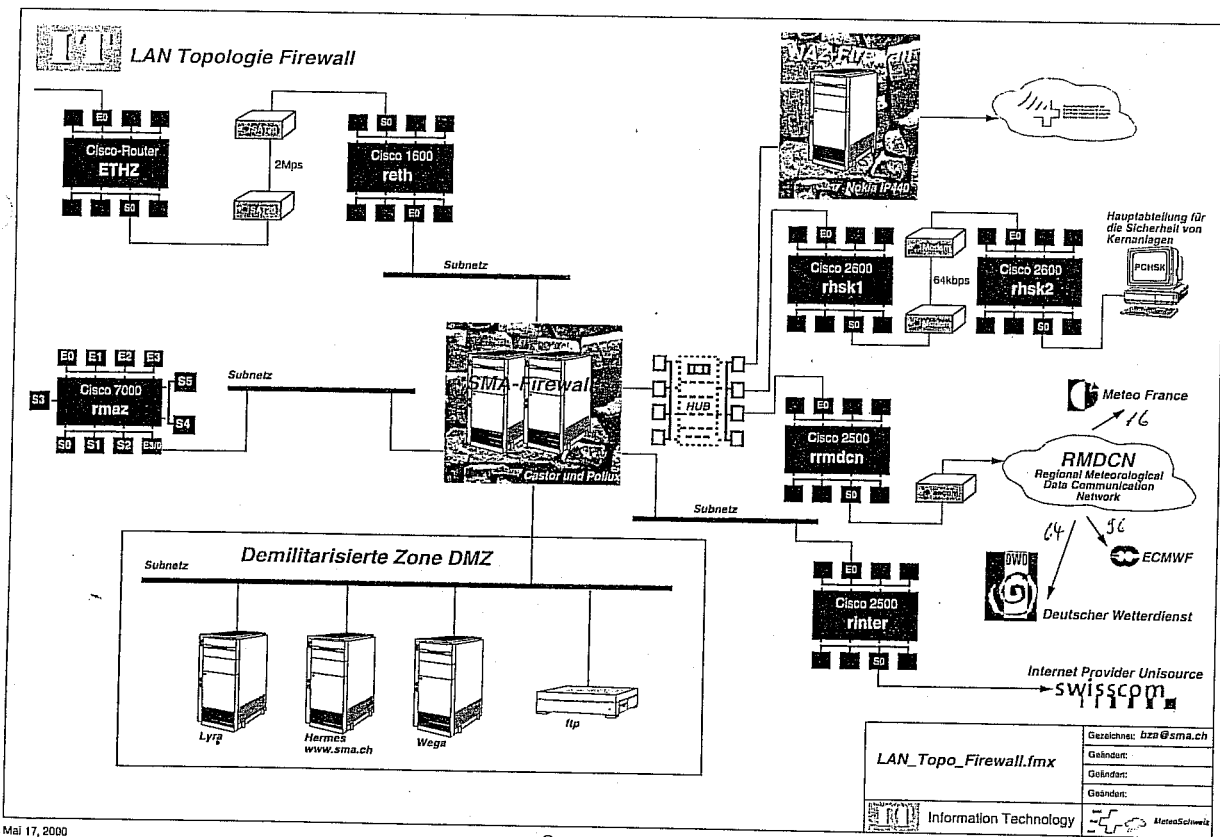 IT LAN Topologie Firewall
E0
Cisco-Router
ETHZ
S0
2Mps
S0
Cisco 1600
reth
E0
Subnetz
NAZ-Firewall
Nokia IP440
E0
Cisco 2600
rhsk1
S0
64kbps
E0
Cisco 2600
rhsk2
S0
Hauptabteilung für
die Sicherheit von
Kernanlagen
PCHSK
E0 E1 E2 E3
Cisco 7000
rmaz
S3
S5
S4
S0 S1 S2
Subnetz
SMA-Firewall
Castor und Pollux
HUB
E0
Cisco 2500
rrmdcn
S0
Meteo France
16
RMDCN
Regional Meteorological
Data Communication
Network
64
96
ECMWF
DWD
Deutscher Wetterdienst
Subnetz
E0
Cisco 2500
rinter
S0
Internet Provider Unisource
swisscom
Demilitarisierte Zone DMZ
Subnetz
Lyra
Hermes
www.sma.ch
Wega
ftp
LAN_Topo_Firewall.fmx
Gezeichnet: bza@sma.ch
Geändert:
Geändert:
Geändert:
IT Information Technology
MeteoSchweiz
Mai 17, 2000